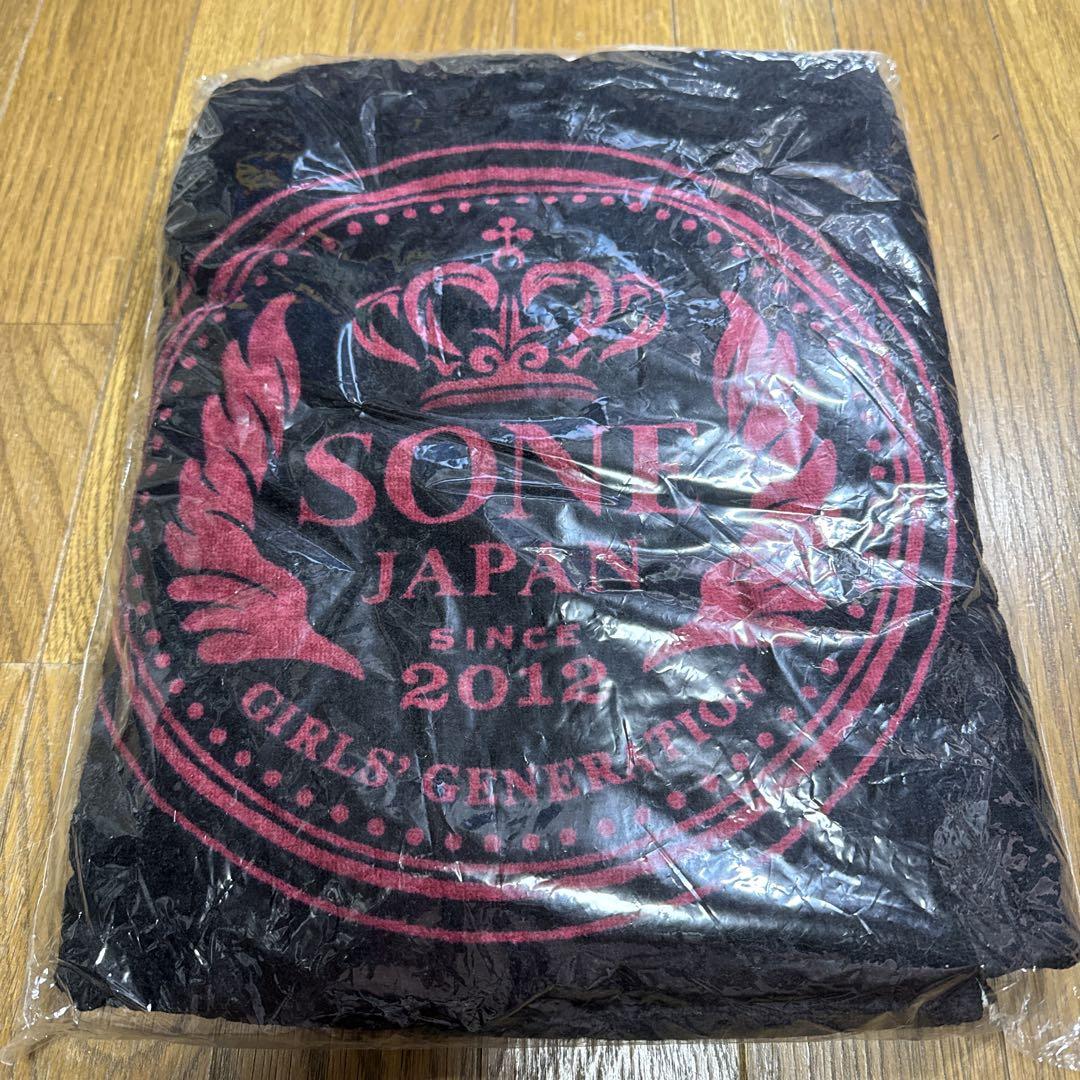 SONE
JAPAN
SINCE
2012
GIRLS' GENERATION